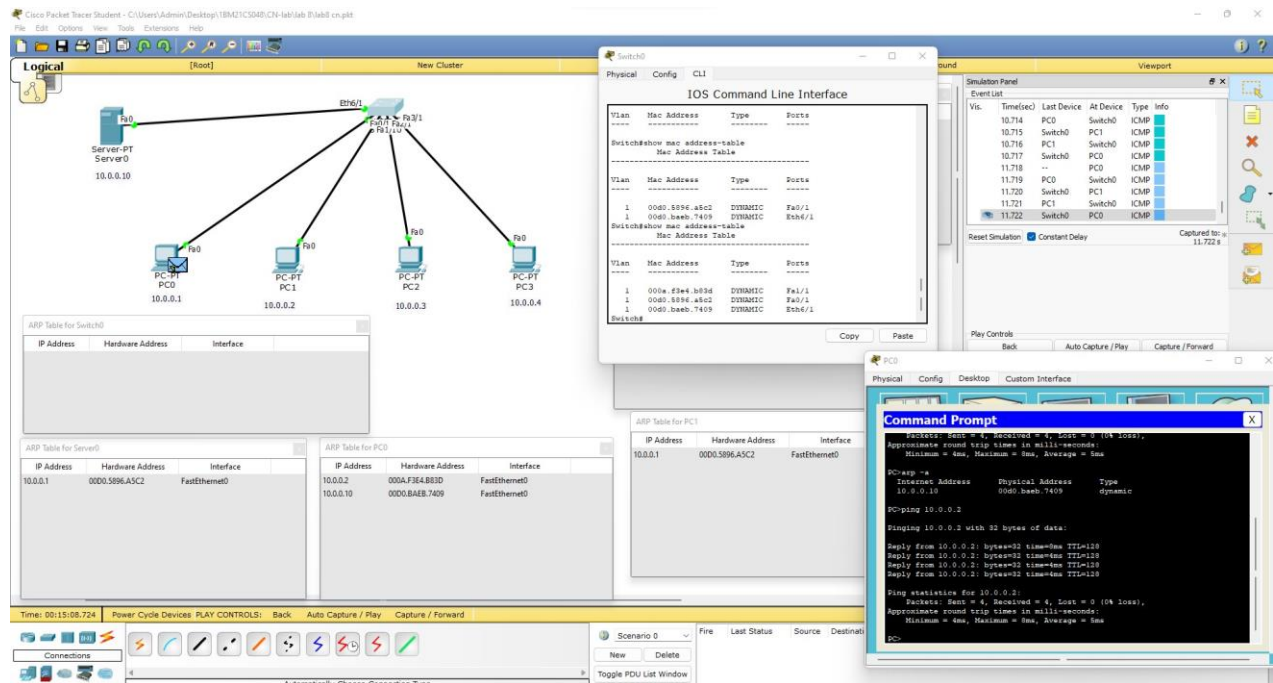 Cisco Packet Tracer Student - C:\Users\Admin\Desktop\1BM21CS040\CN-lab\lab 8\lab8 cn.pkt
File Edit Options View Tools Extensions Help
Logical [Root] New Cluster Viewport
Switch0
Physical Config CLI
IOS Command Line Interface
Vlan Mac Address Type Ports
---- ----------- -------- -----
Switch#show mac address-table
Mac Address Table
-------------------------------------------
Vlan Mac Address Type Ports
---- ----------- -------- -----
1 00d0.5896.a5c2 DYNAMIC Fa0/1
1 00d0.baeb.7409 DYNAMIC Eth6/1
Switch#show mac address-table
Mac Address Table
-------------------------------------------
Vlan Mac Address Type Ports
---- ----------- -------- -----
1 000a.f3e4.b83d DYNAMIC Fa1/1
1 00d0.5896.a5c2 DYNAMIC Fa0/1
1 00d0.baeb.7409 DYNAMIC Eth6/1
Switch#
Copy Paste
Fa0
Eth6/1
Fa3/1
Server-PT
Server0
10.0.0.10
Fa0
Fa0
Fa0
Fa0
PC-PT
PC0
10.0.0.1
PC-PT
PC1
10.0.0.2
PC-PT
PC2
10.0.0.3
PC-PT
PC3
10.0.0.4
Simulation Panel
Event List
Vis. Time(sec) Last Device At Device Type Info
10.714 PC0 Switch0 ICMP
10.715 Switch0 PC1 ICMP
10.716 PC1 Switch0 ICMP
10.717 Switch0 PC0 ICMP
11.718 -- PC0 ICMP
11.719 PC0 Switch0 ICMP
11.720 Switch0 PC1 ICMP
11.721 PC1 Switch0 ICMP
11.722 Switch0 PC0 ICMP
Reset Simulation Constant Delay Captured to:
11.722 s
Play Controls
Back Auto Capture / Play Capture / Forward
ARP Table for Switch0
IP Address Hardware Address Interface
ARP Table for Server0
IP Address Hardware Address Interface
10.0.0.1 00D0.5896.A5C2 FastEthernet0
ARP Table for PC0
IP Address Hardware Address Interface
10.0.0.2 000A.F3E4.B83D FastEthernet0
10.0.0.10 00D0.BAEB.7409 FastEthernet0
ARP Table for PC1
IP Address Hardware Address Interface
10.0.0.1 00D0.5896.A5C2 FastEthernet0
PC0
Physical Config Desktop Custom Interface
Command Prompt X
Packets: Sent = 4, Received = 4, Lost = 0 (0% loss),
Approximate round trip times in milli-seconds:
Minimum = 4ms, Maximum = 8ms, Average = 5ms
PC>arp -a
Internet Address Physical Address Type
10.0.0.10 00d0.baeb.7409 dynamic
PC>ping 10.0.0.2
Pinging 10.0.0.2 with 32 bytes of data:
Reply from 10.0.0.2: bytes=32 time=8ms TTL=128
Reply from 10.0.0.2: bytes=32 time=4ms TTL=128
Reply from 10.0.0.2: bytes=32 time=4ms TTL=128
Reply from 10.0.0.2: bytes=32 time=4ms TTL=128
Ping statistics for 10.0.0.2:
Packets: Sent = 4, Received = 4, Lost = 0 (0% loss),
Approximate round trip times in milli-seconds:
Minimum = 4ms, Maximum = 8ms, Average = 5ms
PC>
Time: 00:15:08.724 Power Cycle Devices PLAY CONTROLS: Back Auto Capture / Play Capture / Forward
Connections
Scenario 0
New Delete
Toggle PDU List Window
Fire Last Status Source